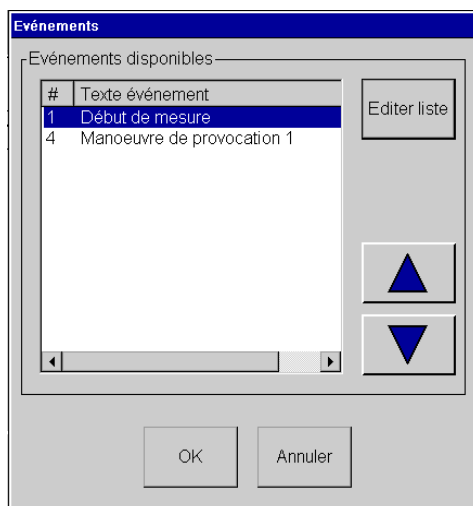 Evénements
Evénements disponibles
# Texte événement
1 Début de mesure
4 Manoeuvre de provocation 1
Editer liste
OK
Annuler